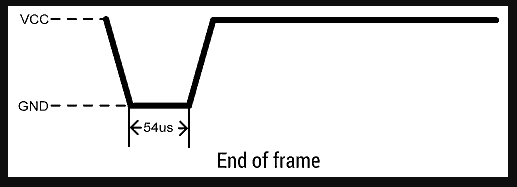 VCC
GND
54us
End of frame